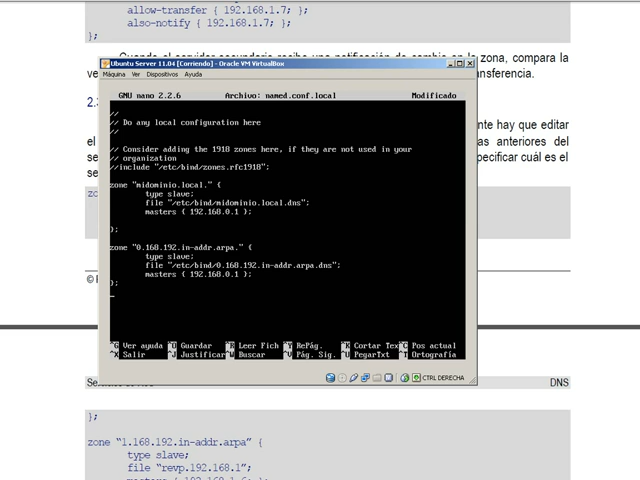 allow-transfer { 192.168.1.7; };
also-notify { 192.168.1.7; };
};
Cuando el servidor secundario recibe una notificación de cambio en la zona, compara la
ve
nsferencia.
Ubuntu Server 11.04 [Corriendo] - Oracle VM VirtualBox
Máquina Ver Dispositivos Ayuda
GNU nano 2.2.6 Archivo: named.conf.local Modificado
//
// Do any local configuration here
//
// Consider adding the 1918 zones here, if they are not used in your
// organization
//include "/etc/bind/zones.rfc1918";
zone "midominio.local." {
type slave;
file "/etc/bind/midominio.local.dns";
masters { 192.168.0.1 };
};
zone "0.168.192.in-addr.arpa." {
type slave;
file "/etc/bind/0.168.192.in-addr.arpa.dns";
masters { 192.168.0.1 };
};
^G Ver ayuda ^O Guardar ^R Leer Fich ^Y RePág. ^K Cortar Tex ^C Pos actual
^X Salir ^J Justificar ^W Buscar ^V Pág. Sig. ^U PegarTxt ^T Ortografía
CTRL DERECHA
2.
nte hay que editar
el
as anteriores del
se
pecificar cuál es el
se
zo
©
DNS
};
zone "1.168.192.in-addr.arpa" {
type slave;
file "revp.192.168.1";